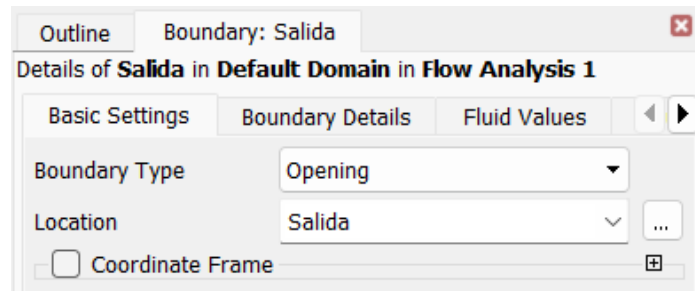 Outline Boundary: Salida
Details of Salida in Default Domain in Flow Analysis 1
Basic Settings Boundary Details Fluid Values
Boundary Type Opening
Location Salida ...
Coordinate Frame